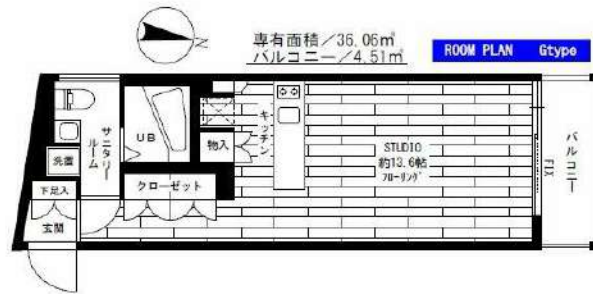 専有面積／36.06㎡
バルコニー／4.51㎡
ROOM PLAN Gtype
N
サニタリー
ルーム
UB
洗置
下足入
玄関
クローゼット
物入
キッチン
STUDIO
約13.6帖
フローリング
FIX
バルコニー